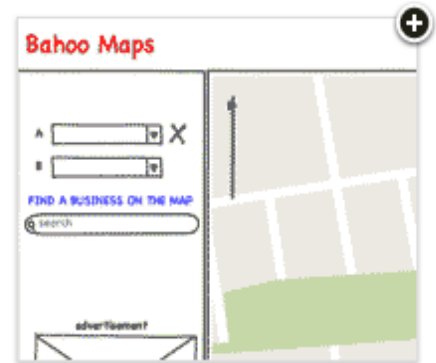 Bahoo Maps
A
B
FIND A BUSINESS ON THE MAP
search
advertisement